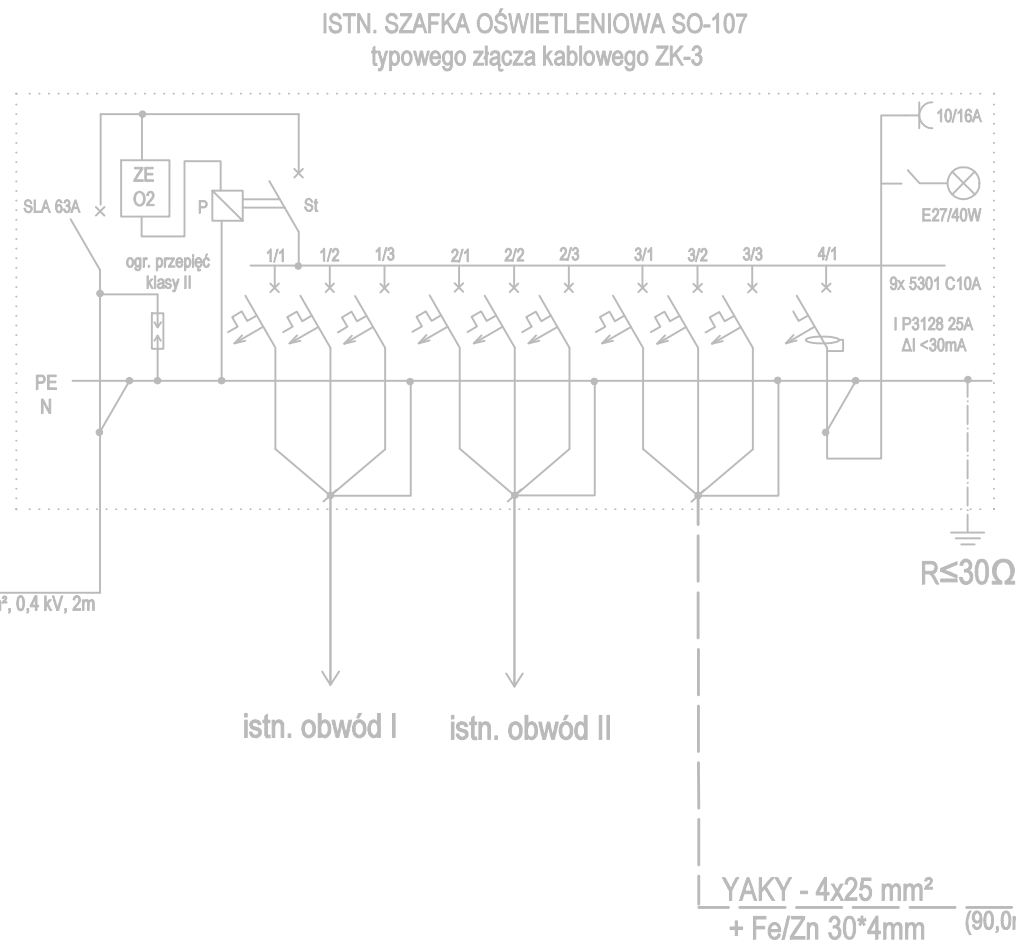 ISTN. SZAFKA OŚWIETLENIOWA SO-107
typowego złącza kablowego ZK-3
10/16A
ZE
O2
SLA 63A
P
St
E27/40W
ogr. przepięć
klasy II
1/1
1/2
1/3
2/1
2/2
2/3
3/1
3/2
3/3
4/1
9x 5301 C10A
I P3128 25A
ΔI <30mA
PE
N
R≤30Ω
², 0,4 kV, 2m
istn. obwód I
istn. obwód II
YAKY - 4x25 mm²
+ Fe/Zn 30*4mm
(90,0